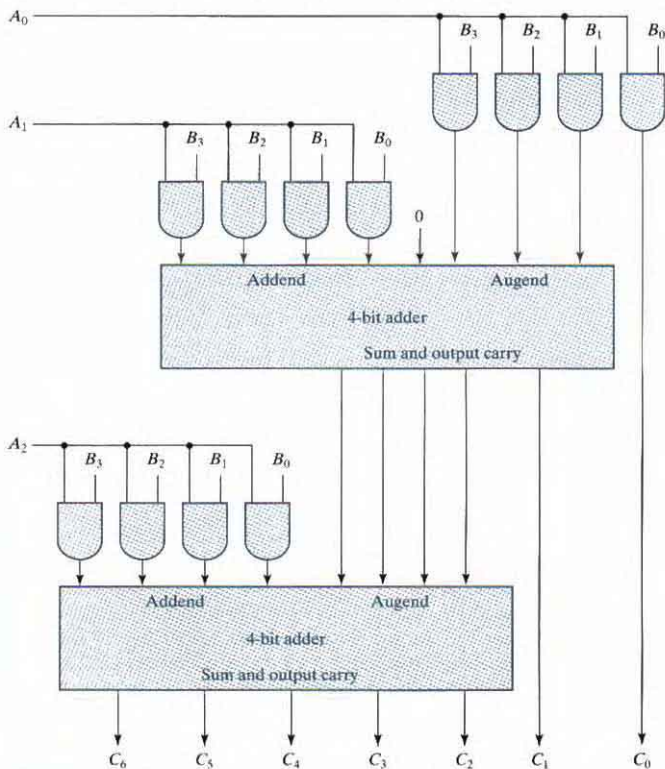 A₀
B₃ B₂ B₁ B₀
A₁
B₃ B₂ B₁ B₀
0
Addend Augend
4-bit adder
Sum and output carry
A₂
B₃ B₂ B₁ B₀
Addend Augend
4-bit adder
Sum and output carry
C₆ C₅ C₄ C₃ C₂ C₁ C₀